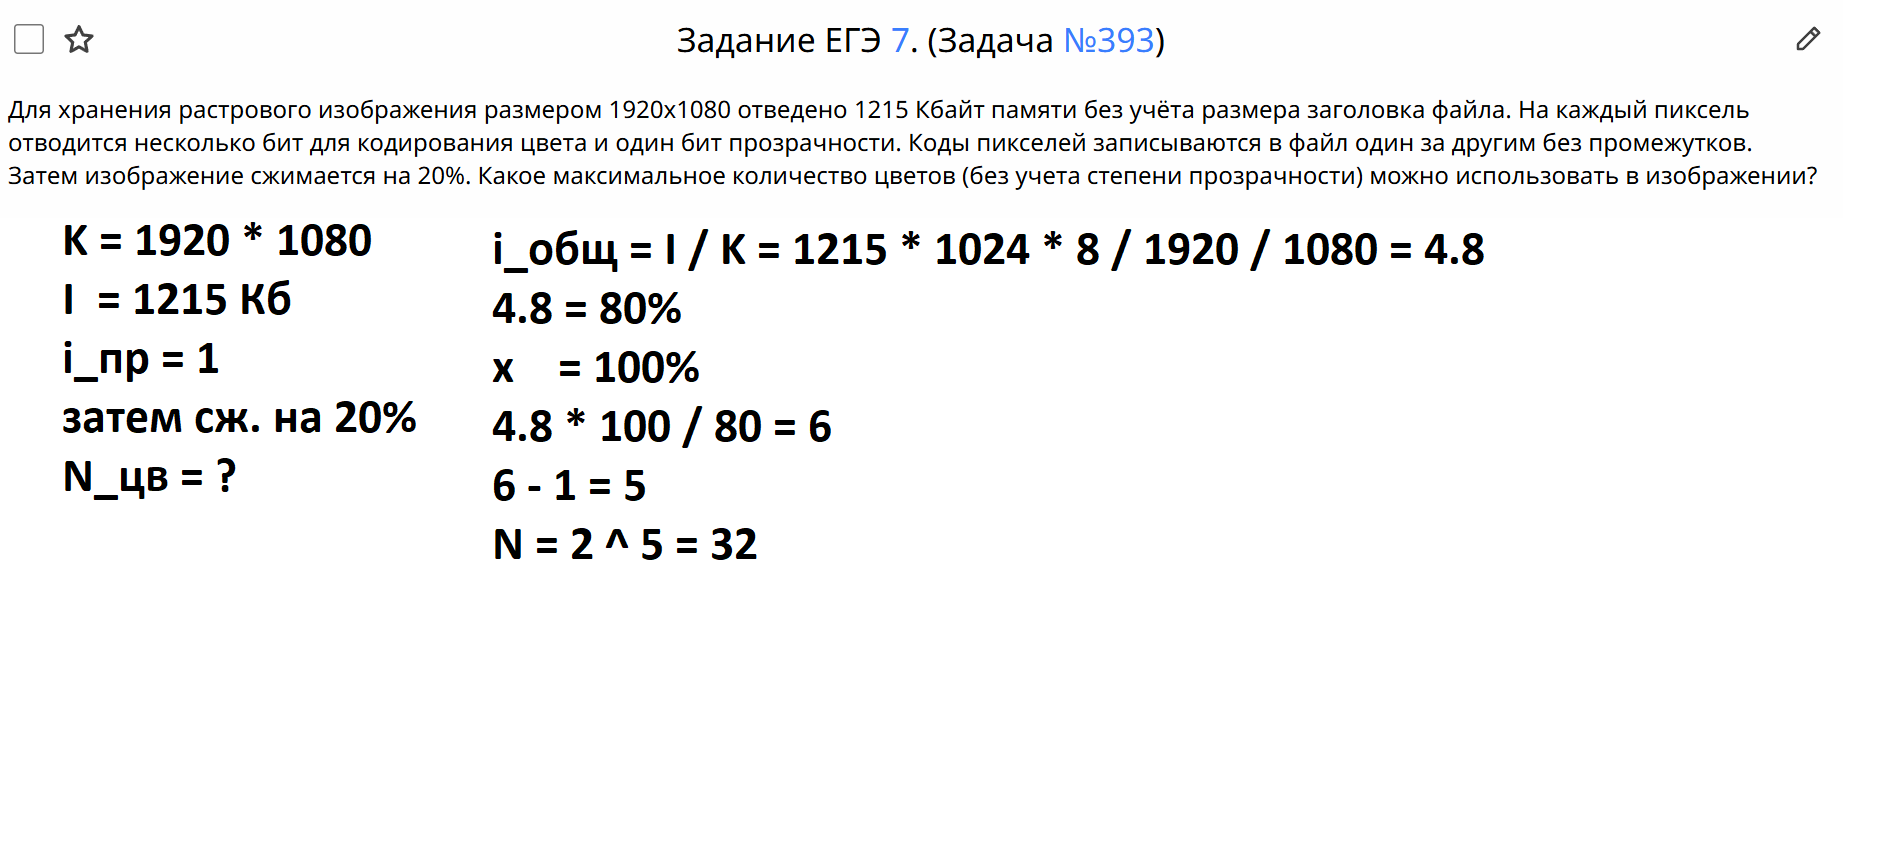 Задание ЕГЭ 7. (Задача №393)
Для хранения растрового изображения размером 1920x1080 отведено 1215 Кбайт памяти без учёта размера заголовка файла. На каждый пиксель
отводится несколько бит для кодирования цвета и один бит прозрачности. Коды пикселей записываются в файл один за другим без промежутков.
Затем изображение сжимается на 20%. Какое максимальное количество цветов (без учета степени прозрачности) можно использовать в изображении?
K = 1920 * 1080
I = 1215 Кб
i_пр = 1
затем сж. на 20%
N_цв = ?
i_общ = I / K = 1215 * 1024 * 8 / 1920 / 1080 = 4.8
4.8 = 80%
x = 100%
4.8 * 100 / 80 = 6
6 - 1 = 5
N = 2 ^ 5 = 32